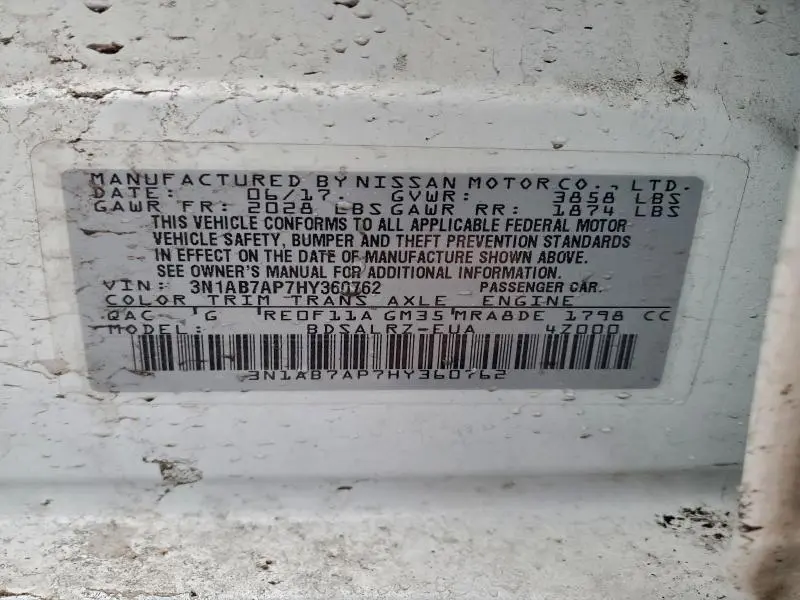 MANUFACTURED BY NISSAN MOTOR CO., LTD.
DATE: 06/17. GVWR: 3858 LBS
GAWR FR: 2028 LBS GAWR RR: 1874 LBS
THIS VEHICLE CONFORMS TO ALL APPLICABLE FEDERAL MOTOR
VEHICLE SAFETY, BUMPER AND THEFT PREVENTION STANDARDS
IN EFFECT ON THE DATE OF MANUFACTURE SHOWN ABOVE.
SEE OWNER'S MANUAL FOR ADDITIONAL INFORMATION.
VIN: 3N1AB7AP7HY360762 PASSENGER CAR.
COLOR TRIM TRANS AXLE ENGINE
QAC G RE0F11A GM35 MRA8DE 1798 CC
BDSALRZ-EUA 4Z000
3N1AB7AP7HY360762